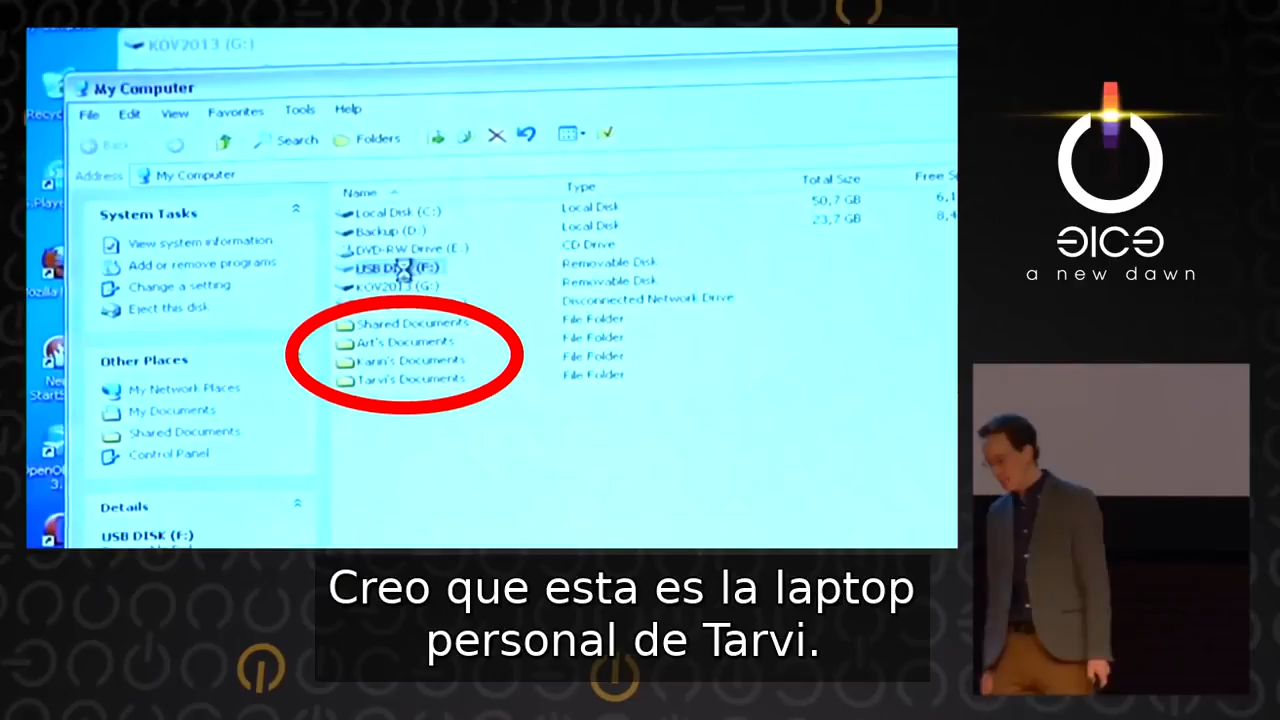 KOV2013 (G:)
My Computer
File Edit View Favorites Tools Help
Back Search Folders
Address My Computer
Name Type Total Size
Local Disk (C:) Local Disk 50,7 GB
Backup (D:) Local Disk 23,7 GB
DVD-RW Drive (E:) CD Drive
USB DISK (F:) Removable Disk
KOV2013 (G:) Removable Disk
Disconnected Network Drive
Shared Documents File Folder
Art's Documents File Folder
Karin's Documents File Folder
Tarvi's Documents File Folder
System Tasks
View system information
Add or remove programs
Change a setting
Eject this disk
Other Places
My Network Places
My Documents
Shared Documents
Control Panel
Details
USB DISK (F:)
a new dawn
Creo que esta es la laptop
personal de Tarvi.